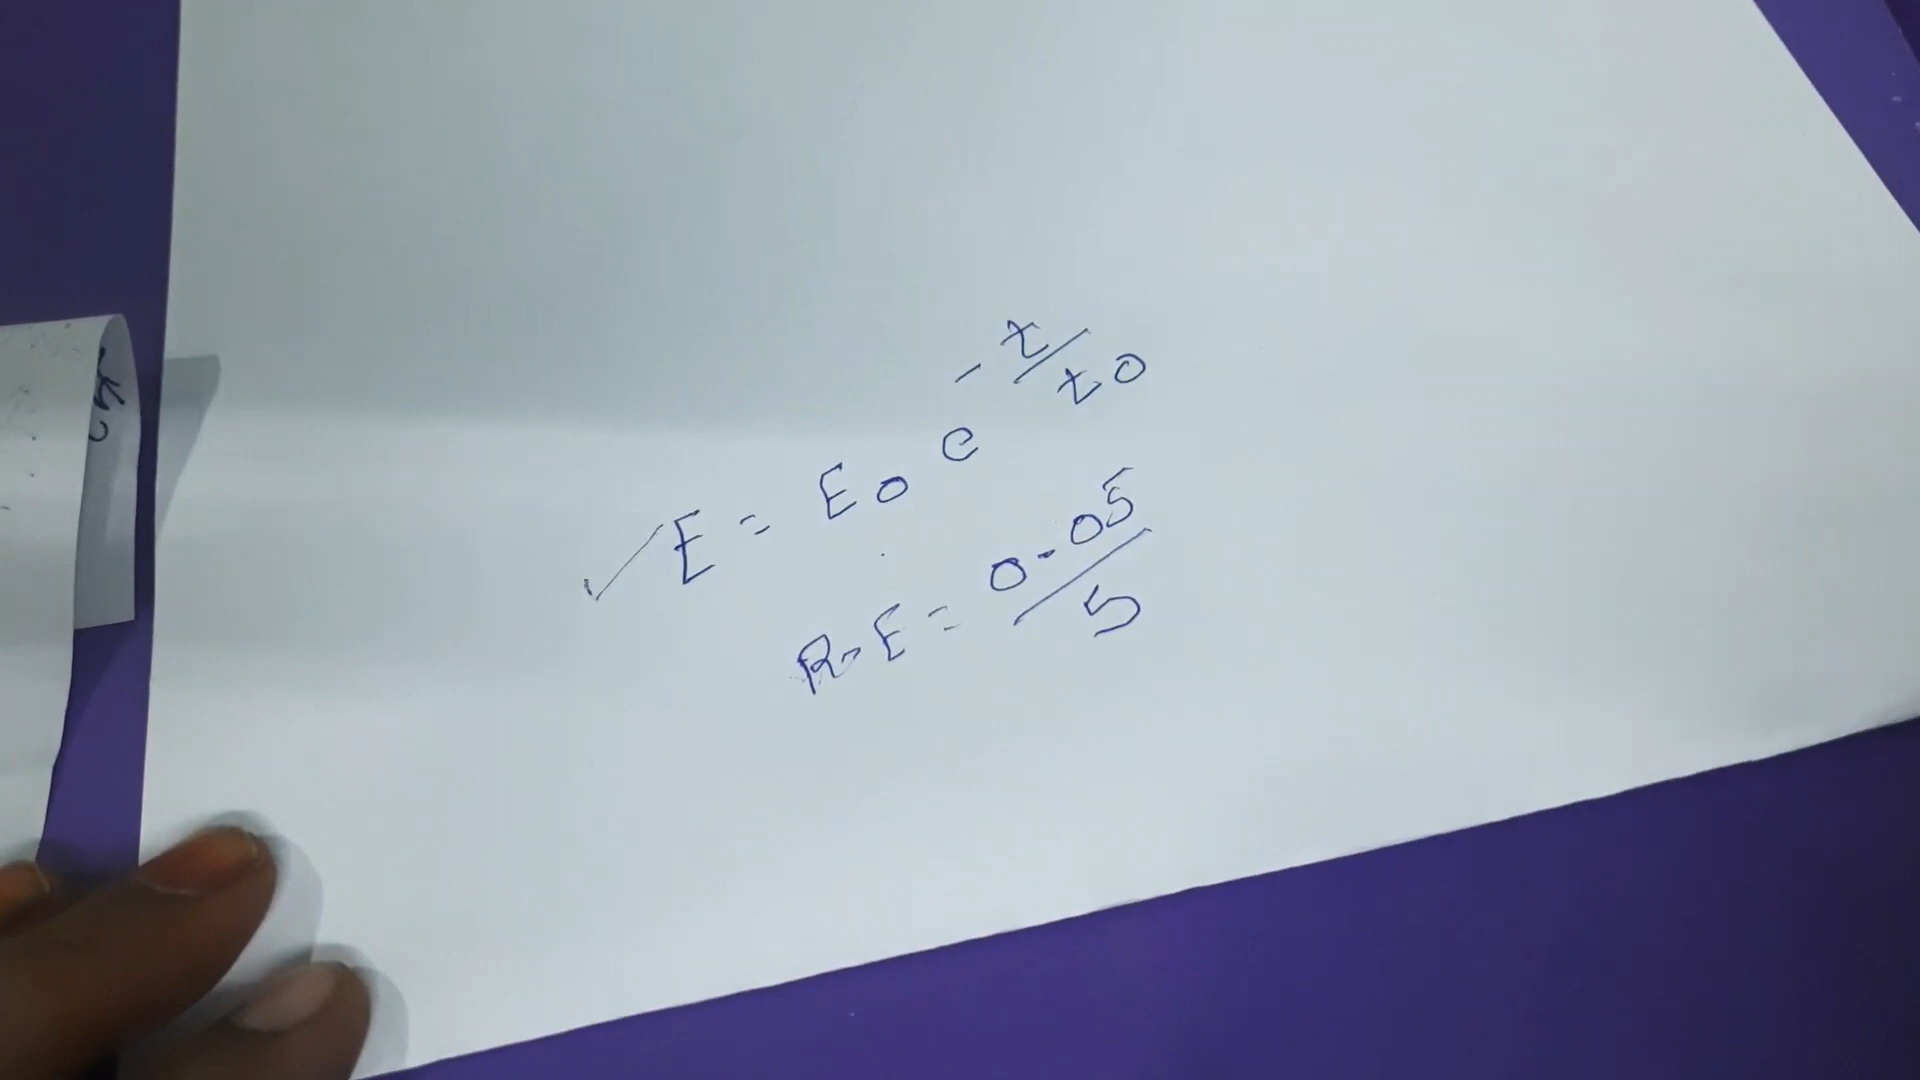 E = E₀ e^(-t/t₀)
R.E = 0.05/5